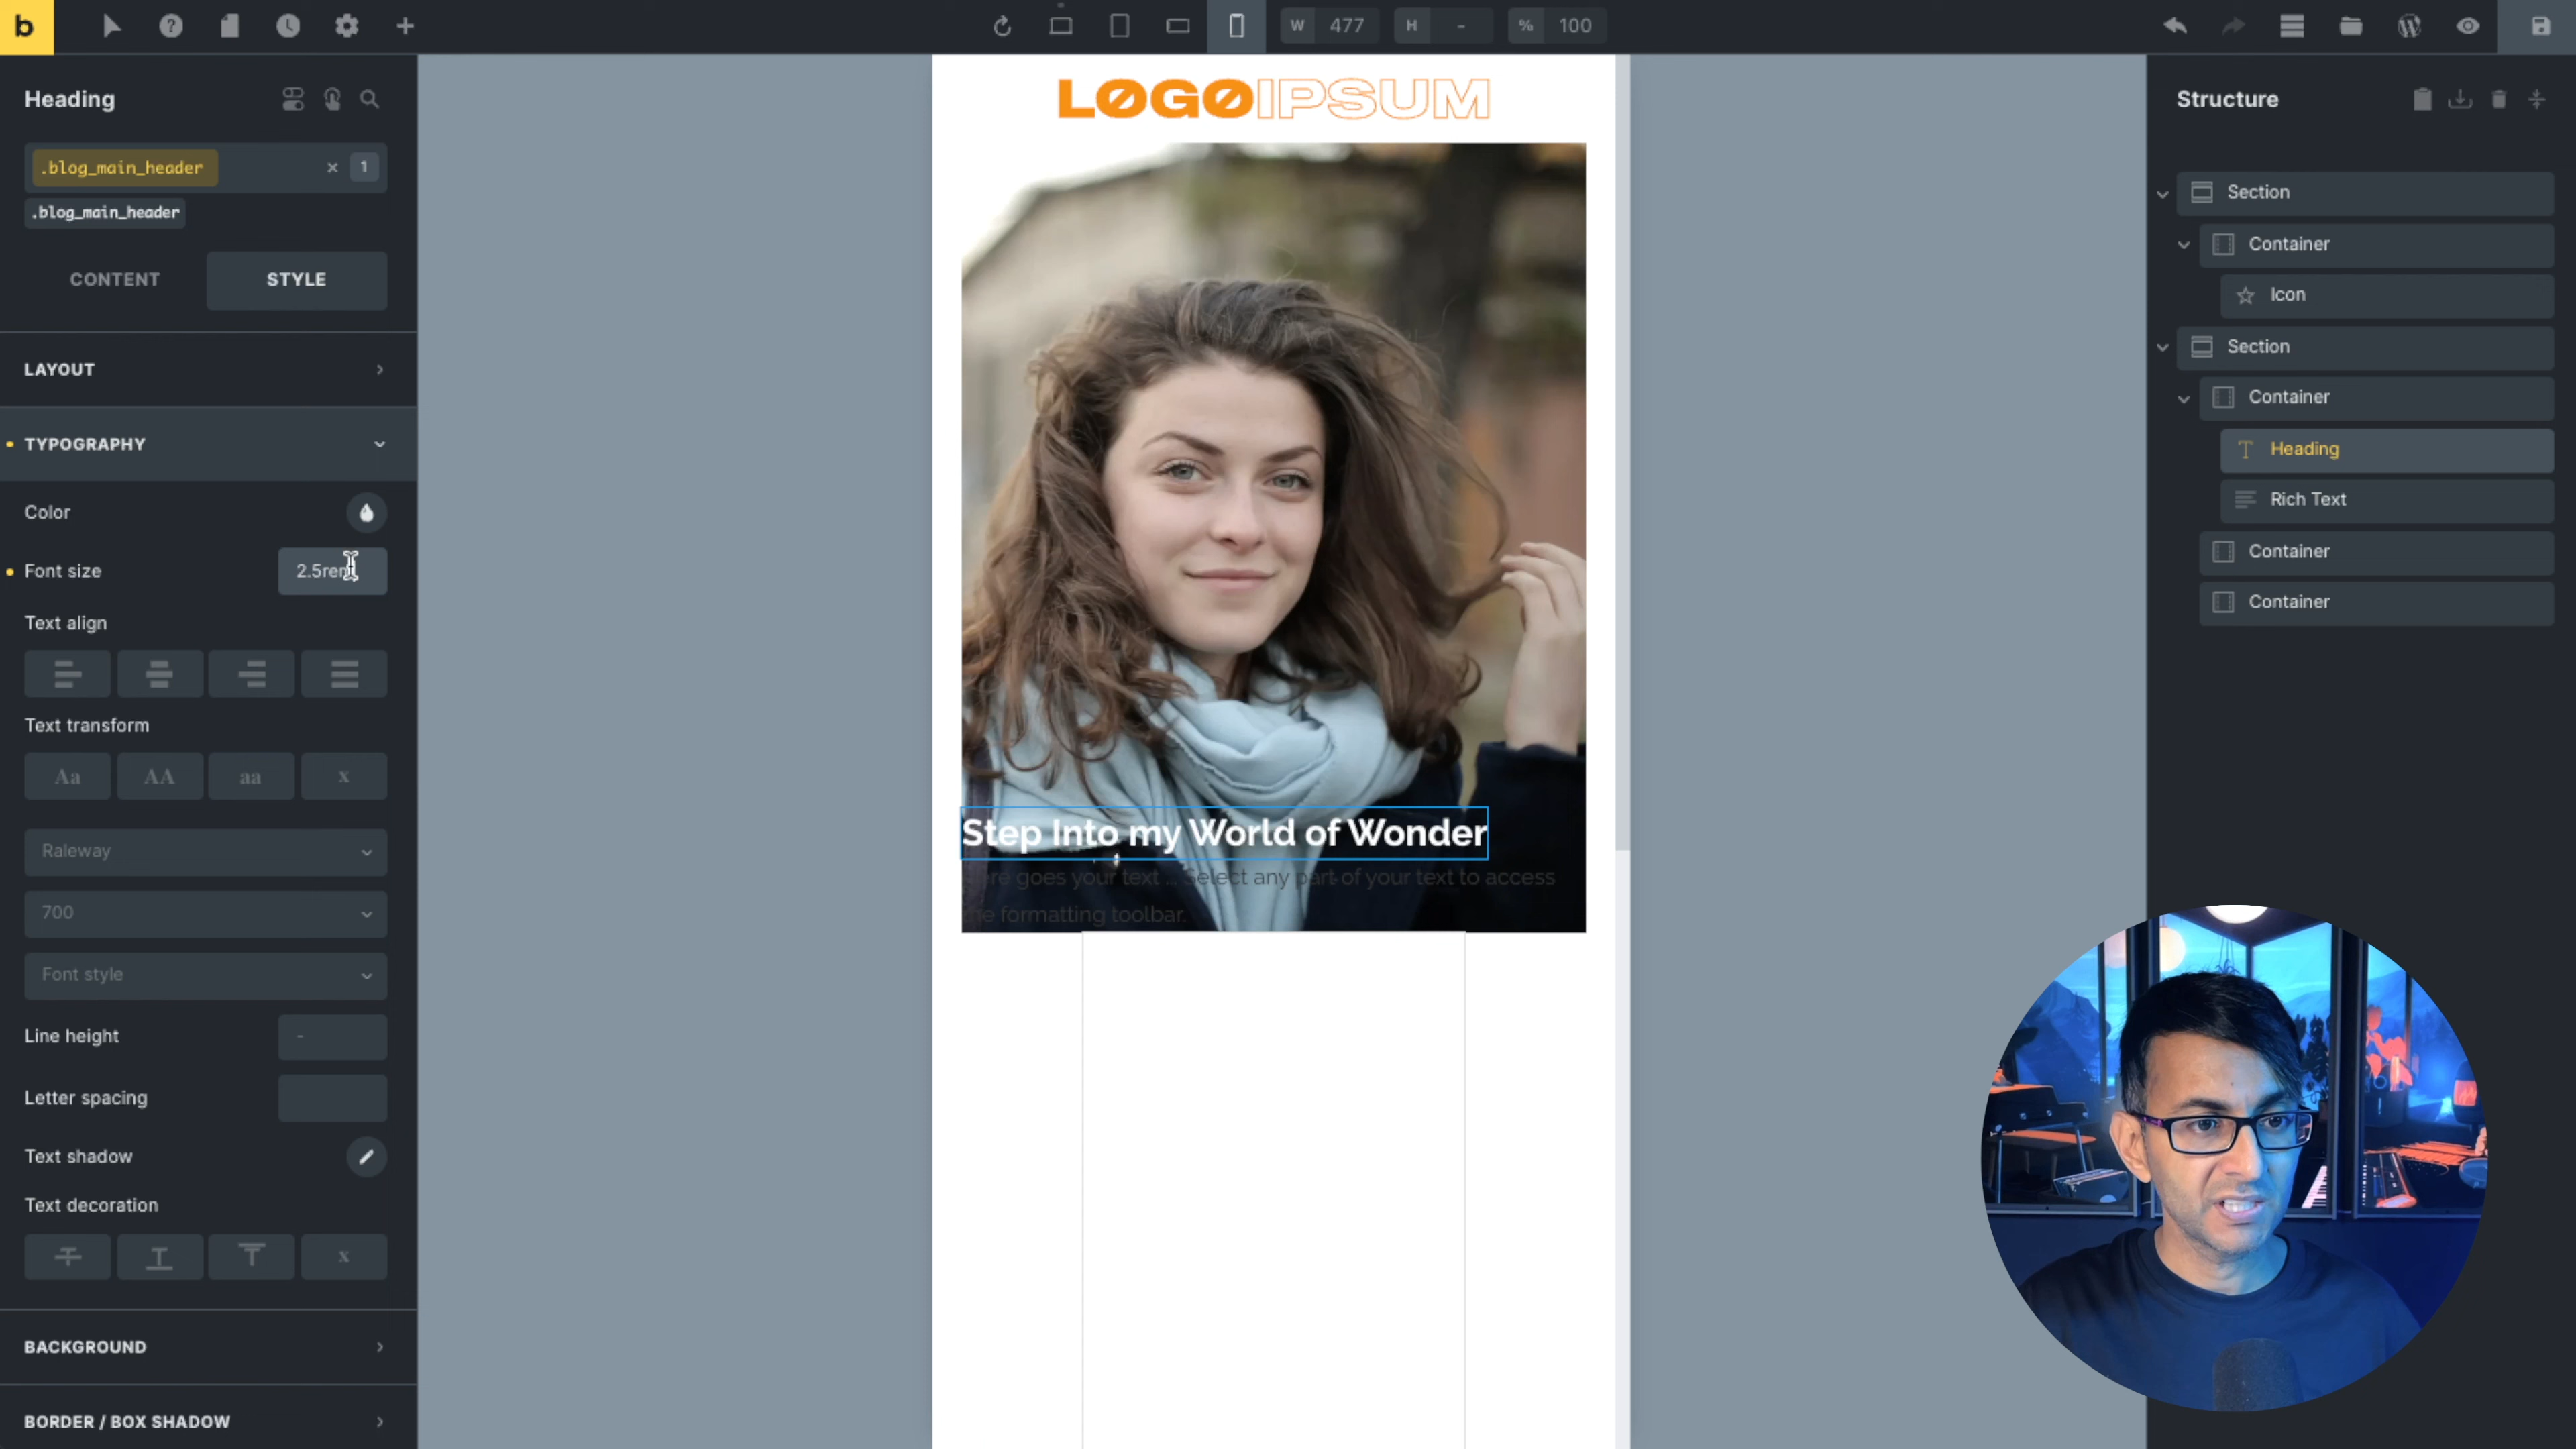 b
W 477 H - % 100
Heading
.blog_main_header × 1
.blog_main_header
CONTENT STYLE
LAYOUT
TYPOGRAPHY
Color
Font size 2.5rem
Text align
Text transform
Aa AA aa x
Raleway
700
Font style
Line height -
Letter spacing
Text shadow
Text decoration
x
BACKGROUND
BORDER / BOX SHADOW
LOGOIPSUM
Step Into my World of Wonder
goes your text ... Select any part of your text to access
formatting toolbar.
Structure
Section
Container
Icon
Section
Container
Heading
Rich Text
Container
Container